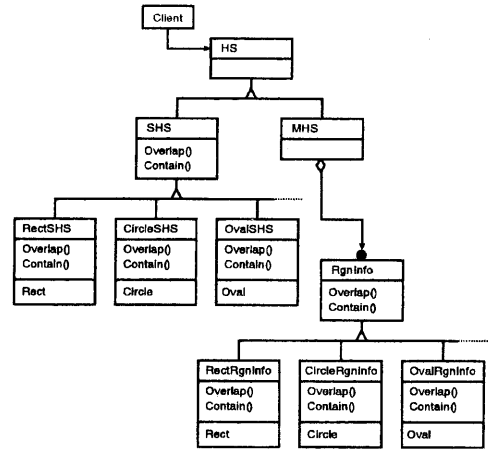 Client
HS
SHS
Overlap()
Contain()
MHS
RectSHS
Overlap()
Contain()
Rect
CircleSHS
Overlap()
Contain()
Circle
OvalSHS
Overlap()
Contain()
Oval
RgnInfo
Overlap()
Contain()
RectRgnInfo
Overlap()
Contain()
Rect
CircleRgnInfo
Overlap()
Contain()
Circle
OvalRgnInfo
Overlap()
Contain()
Oval